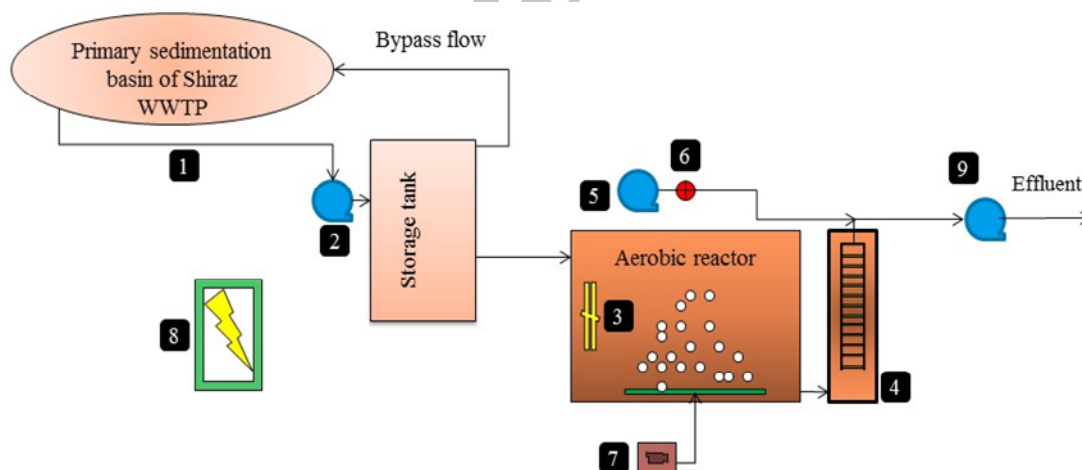 Primary sedimentation
basin of Shiraz
WWTP
Bypass flow
1
2
Storage tank
8
5
6
9
Effluent
Aerobic reactor
3
4
7